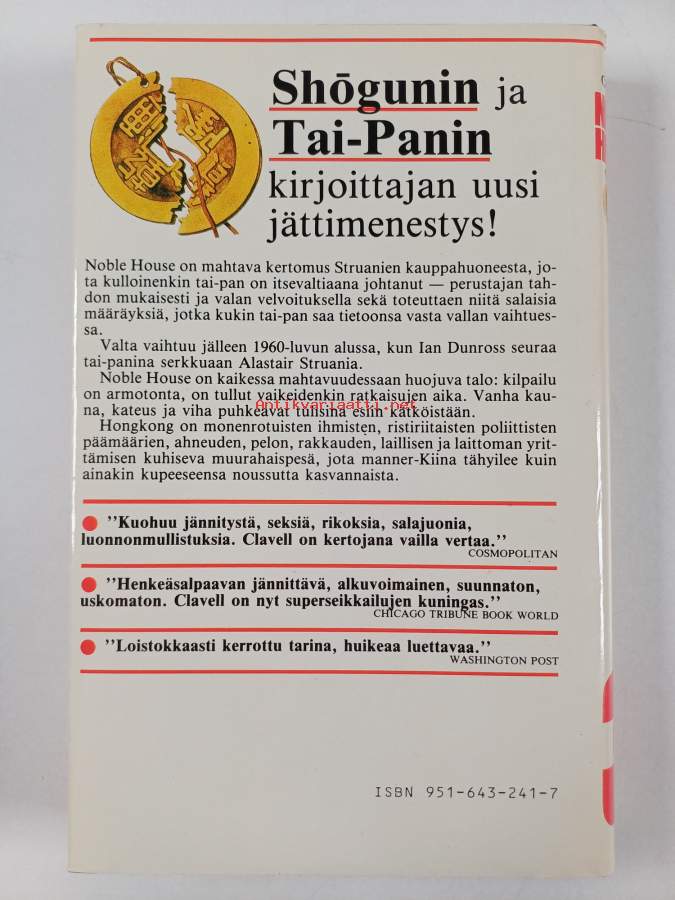 Shōgunin ja
Tai-Panin
kirjoittajan uusi
jättimenestys!
Noble House on mahtava kertomus Struanien kauppahuoneesta, jo-
ta kulloinenkin tai-pan on itsevaltiaana johtanut — perustajan tah-
don mukaisesti ja valan velvoituksella sekä toteuttaen niitä salaisia
määräyksiä, jotka kukin tai-pan saa tietoonsa vasta vallan vaihtues-
sa.
Valta vaihtuu jälleen 1960-luvun alussa, kun Ian Dunross seuraa
tai-panina serkkuaan Alastair Struania.
Noble House on kaikessa mahtavuudessaan huojuva talo: kilpailu
on armotonta, on tullut vaikeidenkin ratkaisujen aika. Vanha kau-
na, kateus ja viha puhkeavat tulisina esiin kätköistään.
Antikvariaatti.net
Hongkong on monenrotuisten ihmisten, ristiriitaisten poliittisten
päämäärien, ahneuden, pelon, rakkauden, laillisen ja laittoman yrit-
tämisen kuhiseva muurahaispesä, jota manner-Kiina tähyilee kuin
ainakin kupeeseensa noussutta kasvannaista.
● ”Kuohuu jännitystä, seksiä, rikoksia, salajuonia,
luonnonmullistuksia. Clavell on kertojana vailla vertaa.”
COSMOPOLITAN
● ”Henkeäsalpaavan jännittävä, alkuvoimainen, suunnaton,
uskomaton. Clavell on nyt superseikkailujen kuningas.”
CHICAGO TRIBUNE BOOK WORLD
● ”Loistokkaasti kerrottu tarina, huikeaa luettavaa.”
WASHINGTON POST
ISBN 951-643-241-7